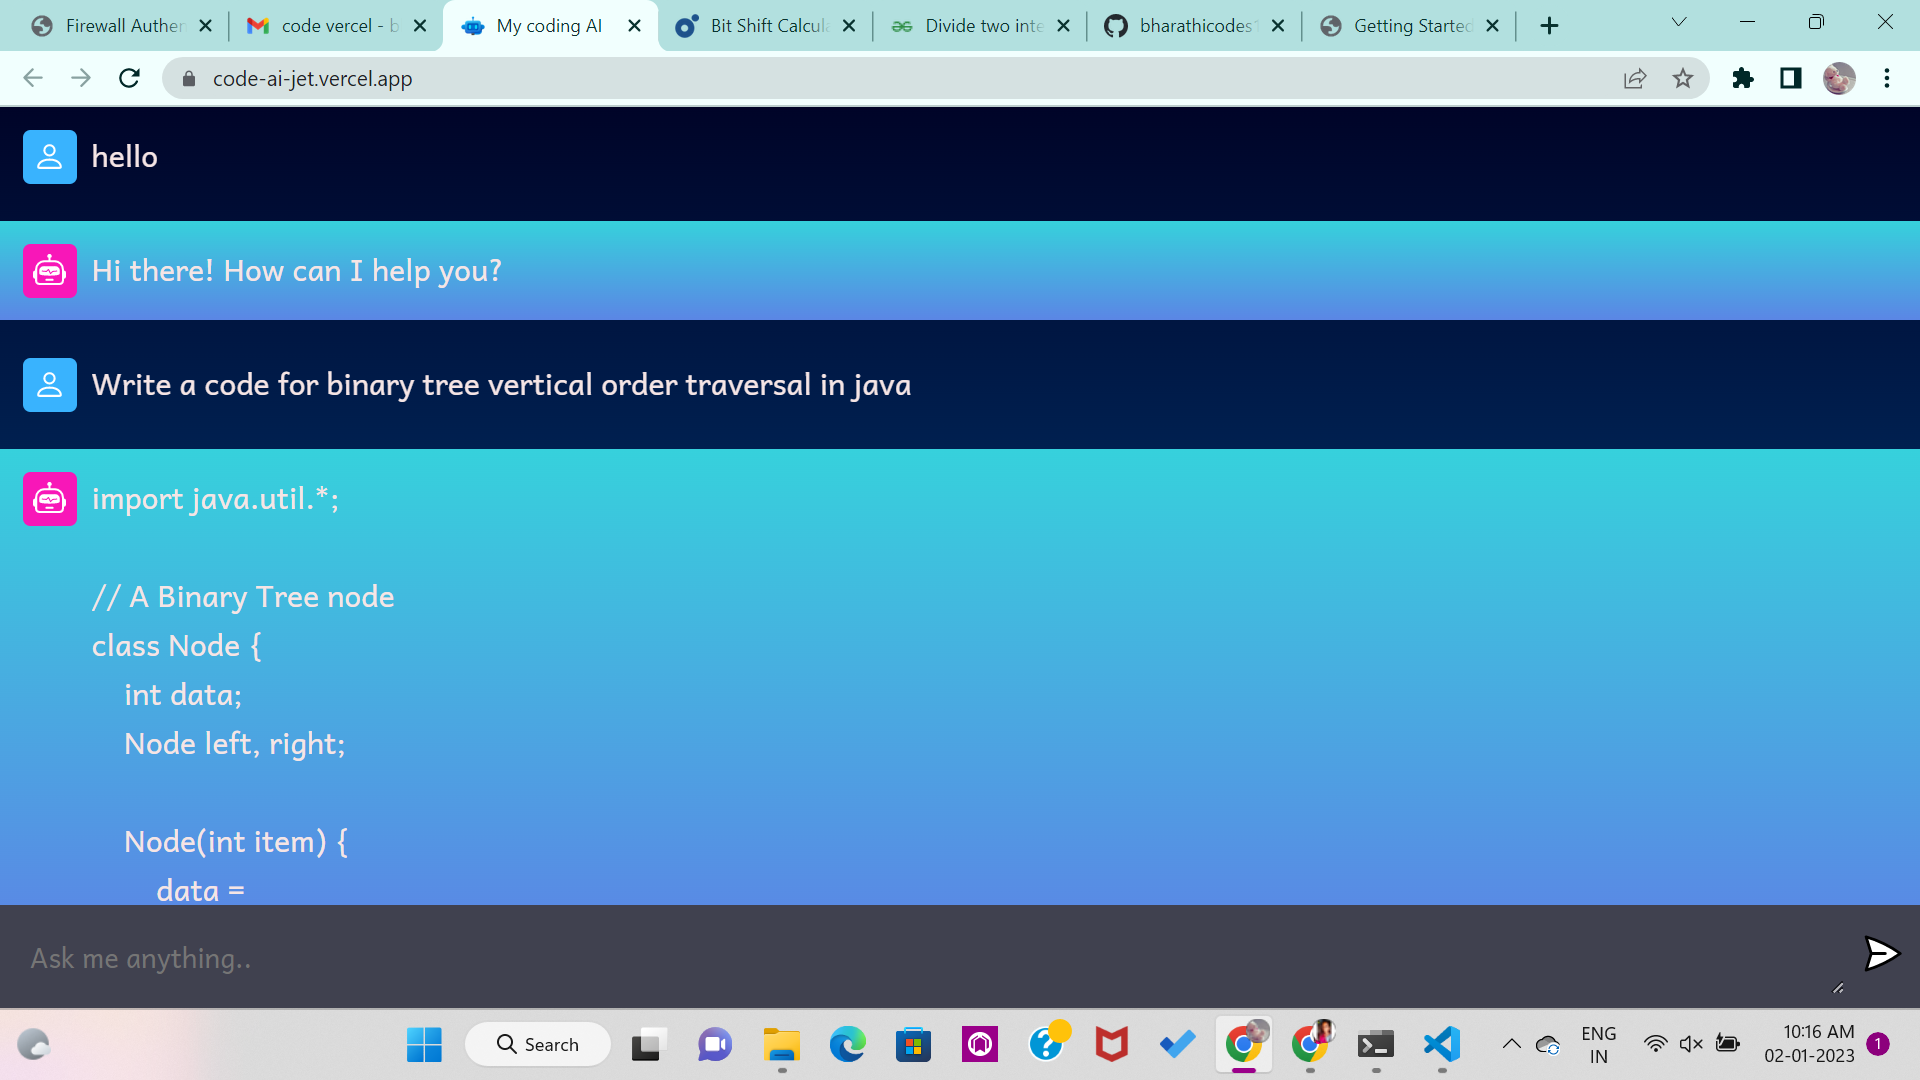 Firewall Authen
code vercel - b
My coding AI
Bit Shift Calcula
Divide two inte
bharathicodes1
Getting Started
code-ai-jet.vercel.app
hello
Hi there! How can I help you?
Write a code for binary tree vertical order traversal in java
import java.util.*;
// A Binary Tree node
class Node {
int data;
Node left, right;
Node(int item) {
data =
Ask me anything..
Search
ENG
IN
10:16 AM
02-01-2023
1